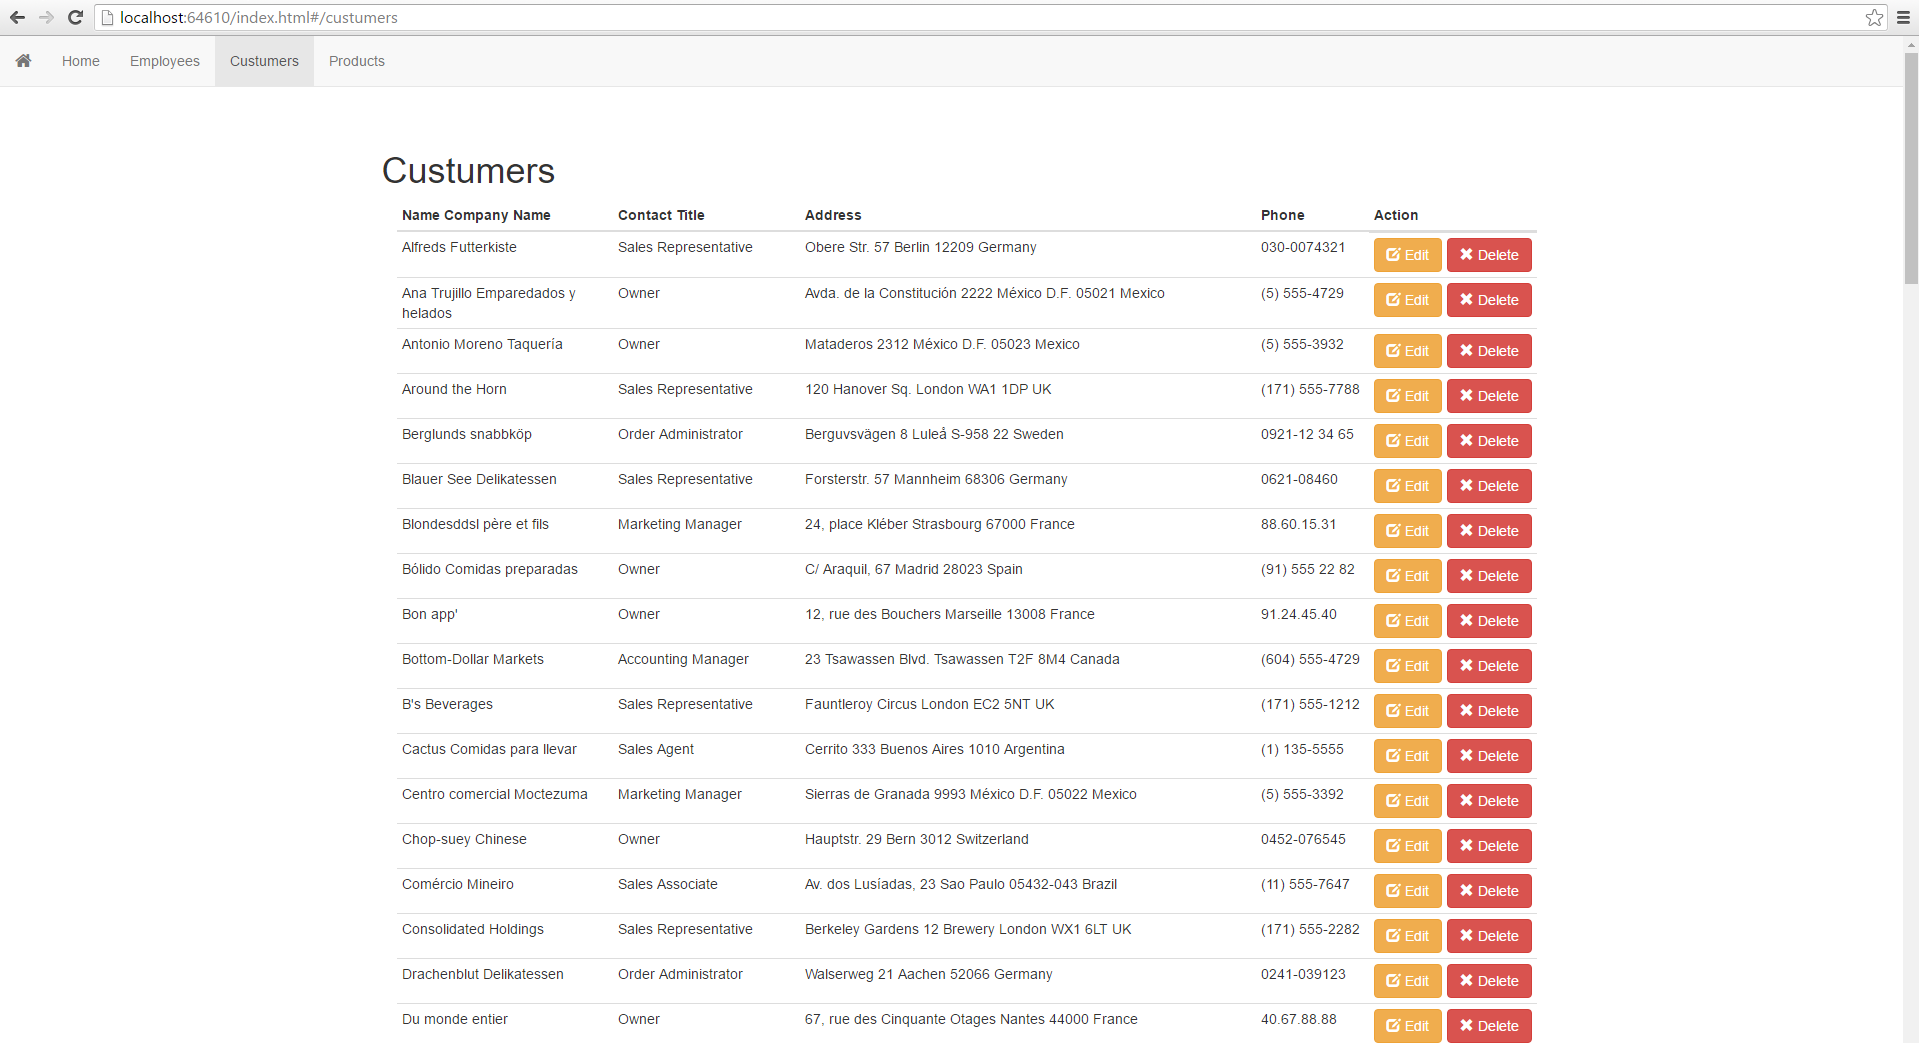 localhost:64610/index.html#/custumers
Home Employees Custumers Products
Custumers
Name Company Name Contact Title Address Phone Action
Alfreds Futterkiste Sales Representative Obere Str. 57 Berlin 12209 Germany 030-0074321 Edit Delete
Ana Trujillo Emparedados y helados Owner Avda. de la Constitución 2222 México D.F. 05021 Mexico (5) 555-4729 Edit Delete
Antonio Moreno Taquería Owner Mataderos 2312 México D.F. 05023 Mexico (5) 555-3932 Edit Delete
Around the Horn Sales Representative 120 Hanover Sq. London WA1 1DP UK (171) 555-7788 Edit Delete
Berglunds snabbköp Order Administrator Berguvsvägen 8 Luleå S-958 22 Sweden 0921-12 34 65 Edit Delete
Blauer See Delikatessen Sales Representative Forsterstr. 57 Mannheim 68306 Germany 0621-08460 Edit Delete
Blondesddsl père et fils Marketing Manager 24, place Kléber Strasbourg 67000 France 88.60.15.31 Edit Delete
Bólido Comidas preparadas Owner C/ Araquil, 67 Madrid 28023 Spain (91) 555 22 82 Edit Delete
Bon app' Owner 12, rue des Bouchers Marseille 13008 France 91.24.45.40 Edit Delete
Bottom-Dollar Markets Accounting Manager 23 Tsawassen Blvd. Tsawassen T2F 8M4 Canada (604) 555-4729 Edit Delete
B's Beverages Sales Representative Fauntleroy Circus London EC2 5NT UK (171) 555-1212 Edit Delete
Cactus Comidas para llevar Sales Agent Cerrito 333 Buenos Aires 1010 Argentina (1) 135-5555 Edit Delete
Centro comercial Moctezuma Marketing Manager Sierras de Granada 9993 México D.F. 05022 Mexico (5) 555-3392 Edit Delete
Chop-suey Chinese Owner Hauptstr. 29 Bern 3012 Switzerland 0452-076545 Edit Delete
Comércio Mineiro Sales Associate Av. dos Lusíadas, 23 Sao Paulo 05432-043 Brazil (11) 555-7647 Edit Delete
Consolidated Holdings Sales Representative Berkeley Gardens 12 Brewery London WX1 6LT UK (171) 555-2282 Edit Delete
Drachenblut Delikatessen Order Administrator Walserweg 21 Aachen 52066 Germany 0241-039123 Edit Delete
Du monde entier Owner 67, rue des Cinquante Otages Nantes 44000 France 40.67.88.88 Edit Delete